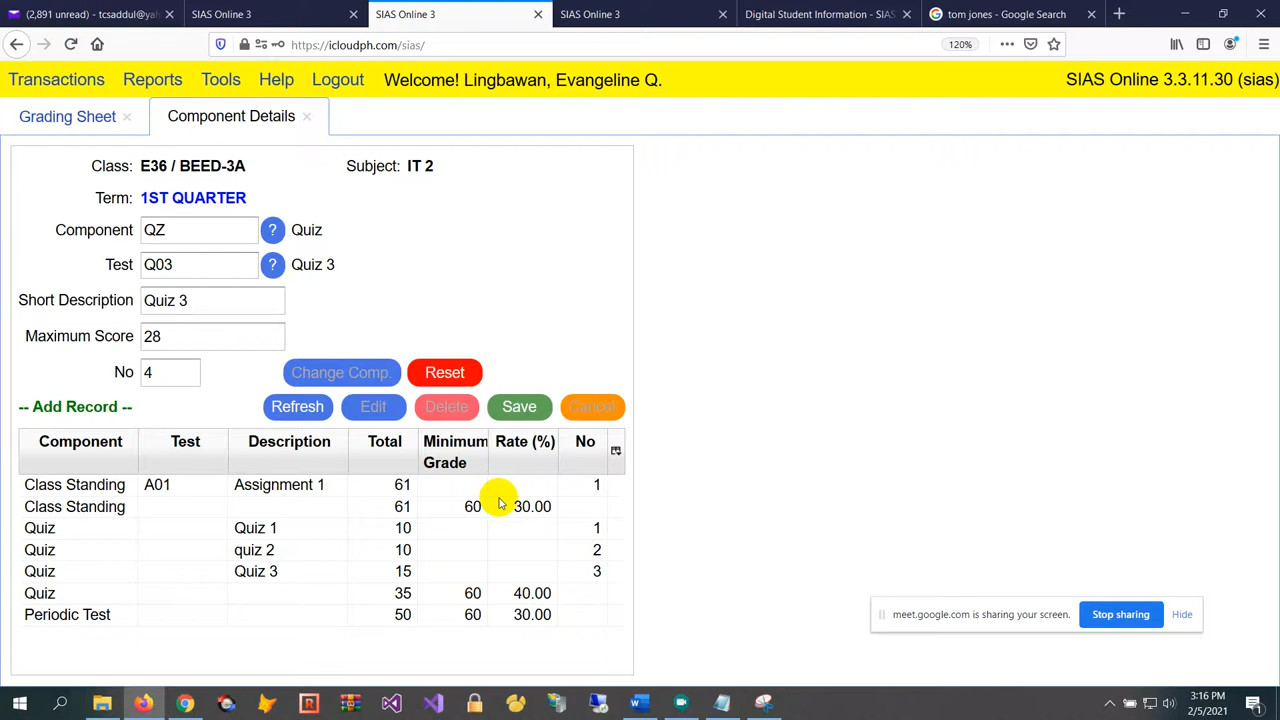 (2,891 unread) - tcsaddul@yah
SIAS Online 3
SIAS Online 3
SIAS Online 3
Digital Student Information - SIAS
tom jones - Google Search
https://icloudph.com/sias/
120%
Transactions Reports Tools Help Logout Welcome! Lingbawan, Evangeline Q. SIAS Online 3.3.11.30 (sias)
Grading Sheet Component Details
Class: E36 / BEED-3A Subject: IT 2
Term: 1ST QUARTER
Component QZ ? Quiz
Test Q03 ? Quiz 3
Short Description Quiz 3
Maximum Score 28
No 4 Change Comp. Reset
-- Add Record -- Refresh Edit Delete Save Cancel
Component Test Description Total Minimum Grade Rate (%) No
Class Standing A01 Assignment 1 61 1
Class Standing 61 60 30.00
Quiz Quiz 1 10 1
Quiz quiz 2 10 2
Quiz Quiz 3 15 3
Quiz 35 60 40.00
Periodic Test 50 60 30.00
meet.google.com is sharing your screen. Stop sharing Hide
3:16 PM
2/5/2021